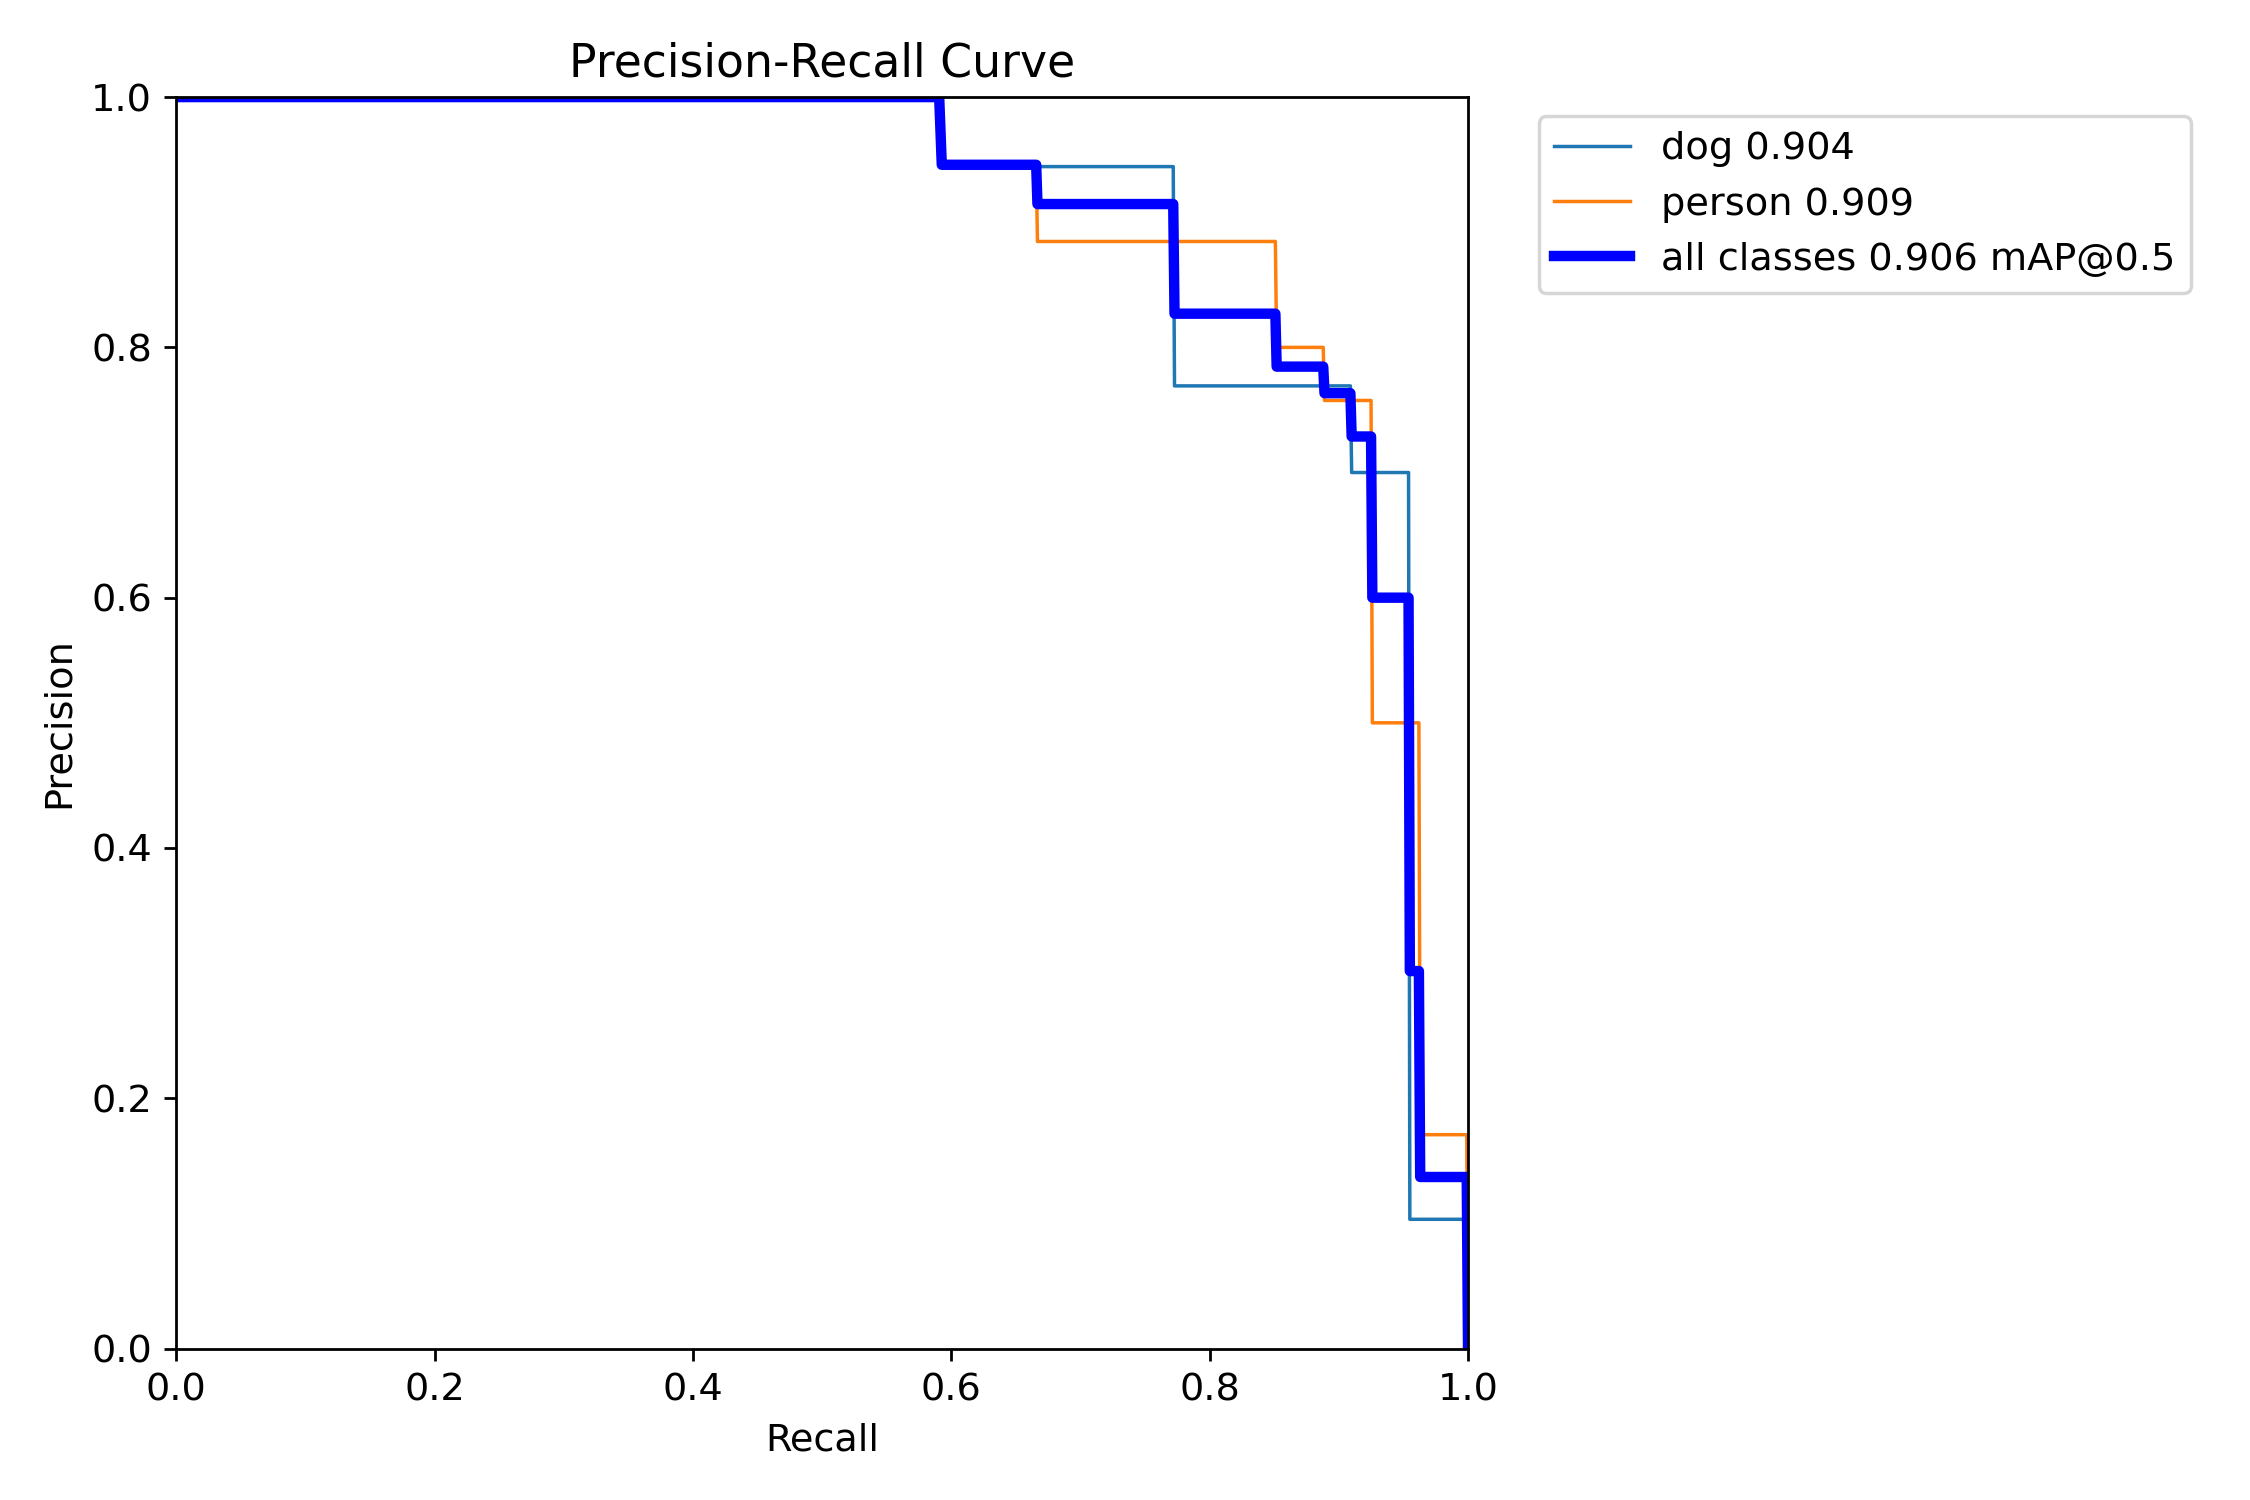 Precision-Recall Curve
1.0
0.8
0.6
0.4
0.2
0.0
Precision
0.0 0.2 0.4 0.6 0.8 1.0
Recall
dog 0.904
person 0.909
all classes 0.906 mAP@0.5